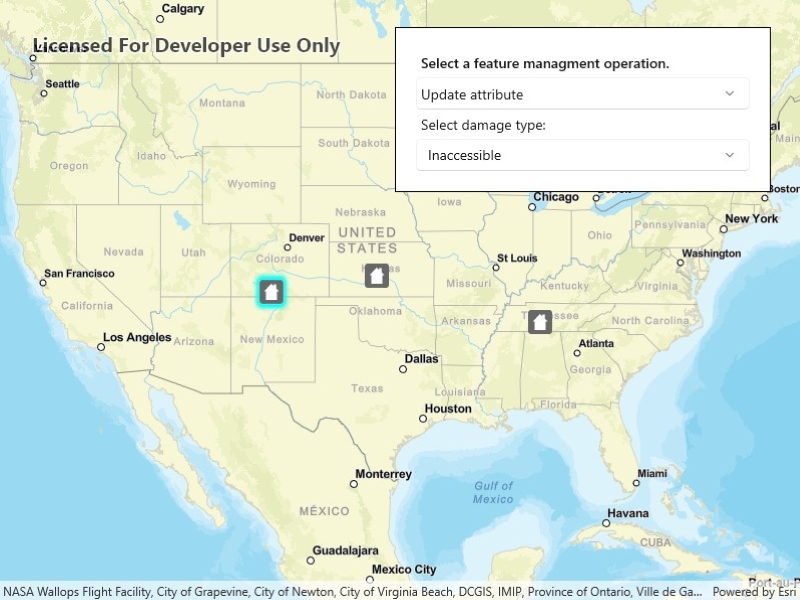 Calgary
Licensed For Developer Use Only
Select a feature managment operation.
Update attribute
Select damage type:
Inaccessible
Seattle
Montana
North Dakota
South Dakota
Oregon
Idaho
Wyoming
Nebraska
Iowa
Chicago
Boston
New York
Pennsylvania
Ohio
Washington
UNITED
STATES
Denver
Colorado
Nevada
Utah
San Francisco
California
St Louis
Missouri
Kentucky
Virginia
Oklahoma
Arkansas
North Carolina
Los Angeles
Arizona
New Mexico
Dallas
Atlanta
Georgia
Texas
Louisiana
Florida
Houston
Monterrey
Gulf of
Mexico
Miami
MÉXICO
Havana
CUBA
Guadalajara
Mexico City
Port-au-P
NASA Wallops Flight Facility, City of Grapevine, City of Newton, City of Virginia Beach, DCGIS, IMIP, Province of Ontario, Ville de Ga... Powered by Esri